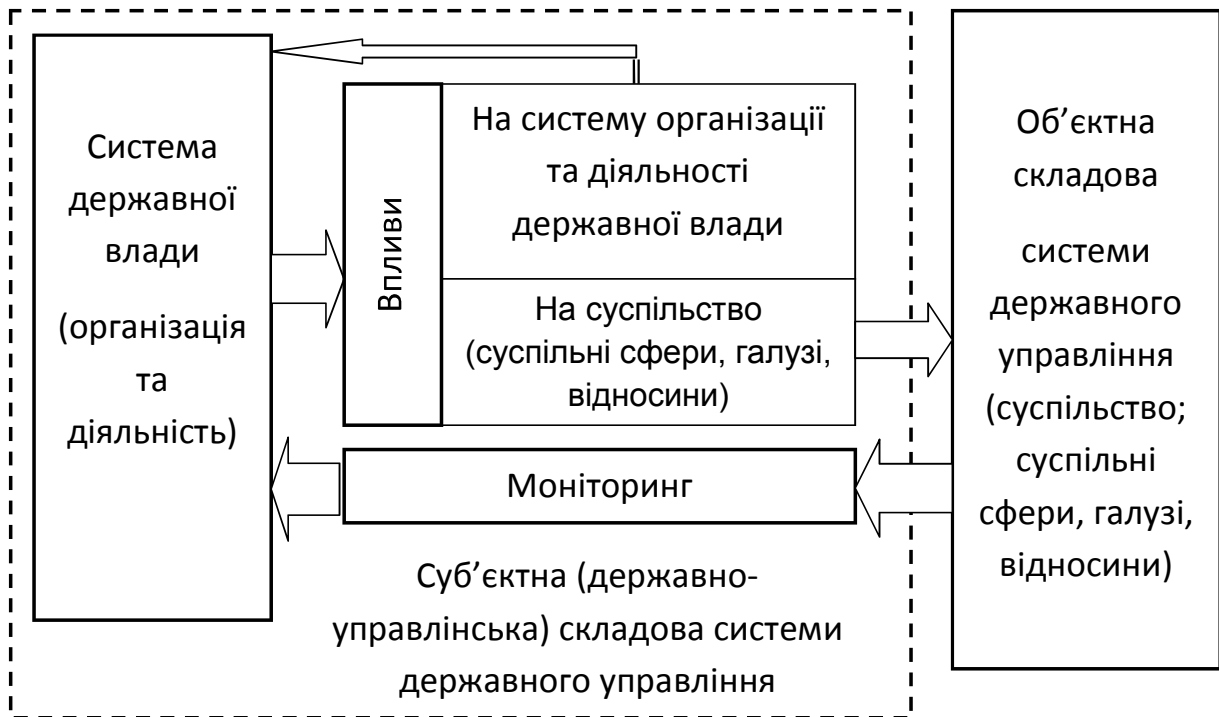 Система
державної
влади
(організація
та
діяльність)
Впливи
На систему організації
та діяльності
державної влади
На суспільство
(суспільні сфери, галузі,
відносини)
Моніторинг
Суб’єктна (державно-
управлінська) складова системи
державного управління
Об’єктна
складова
системи
державного
управління
(суспільство;
суспільні
сфери, галузі,
відносини)